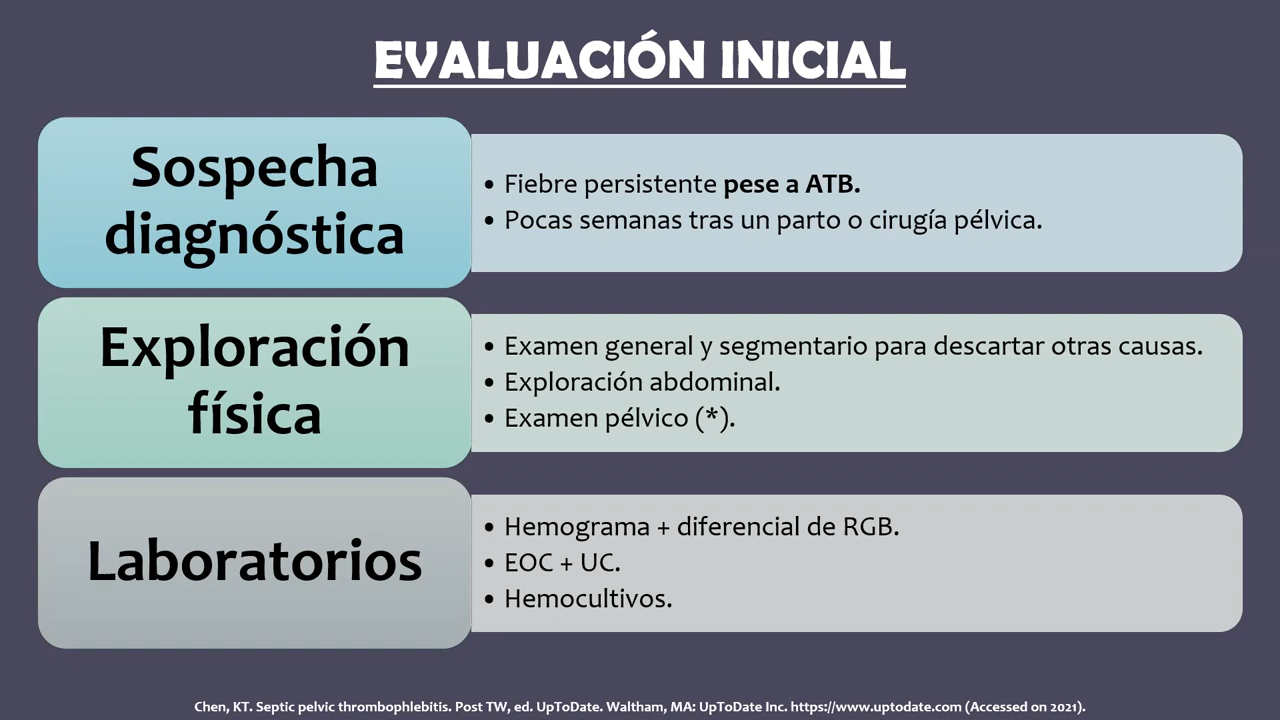 EVALUACIÓN INICIAL
Sospecha
diagnóstica
• Fiebre persistente pese a ATB.
• Pocas semanas tras un parto o cirugía pélvica.
Exploración
física
• Examen general y segmentario para descartar otras causas.
• Exploración abdominal.
• Examen pélvico (*).
Laboratorios
• Hemograma + diferencial de RGB.
• EOC + UC.
• Hemocultivos.
Chen, KT. Septic pelvic thrombophlebitis. Post TW, ed. UpToDate. Waltham, MA: UpToDate Inc. https://www.uptodate.com (Accessed on 2021).